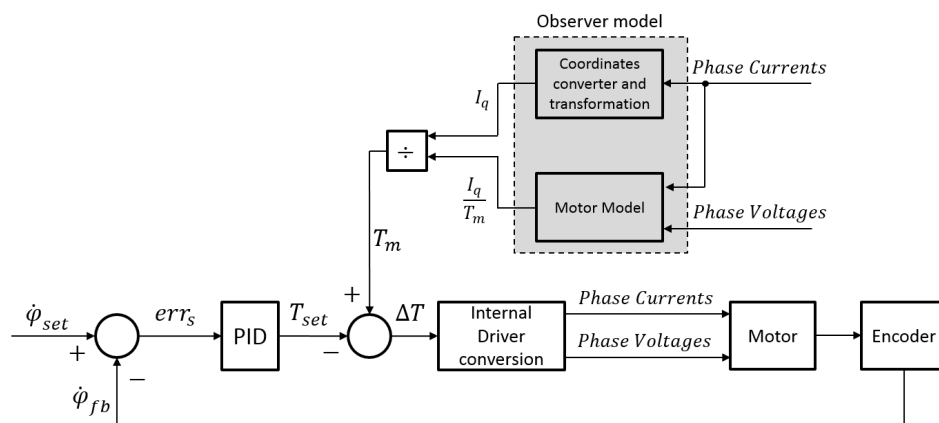 Observer model
Coordinates
converter and
transformation
Phase Currents
I_q
÷
I_q
T_m
Motor Model
Phase Voltages
T_m
φ̇_set
+
−
err_s
PID
T_set
+
−
ΔT
Internal
Driver
conversion
Phase Currents
Phase Voltages
Motor
Encoder
φ̇_fb